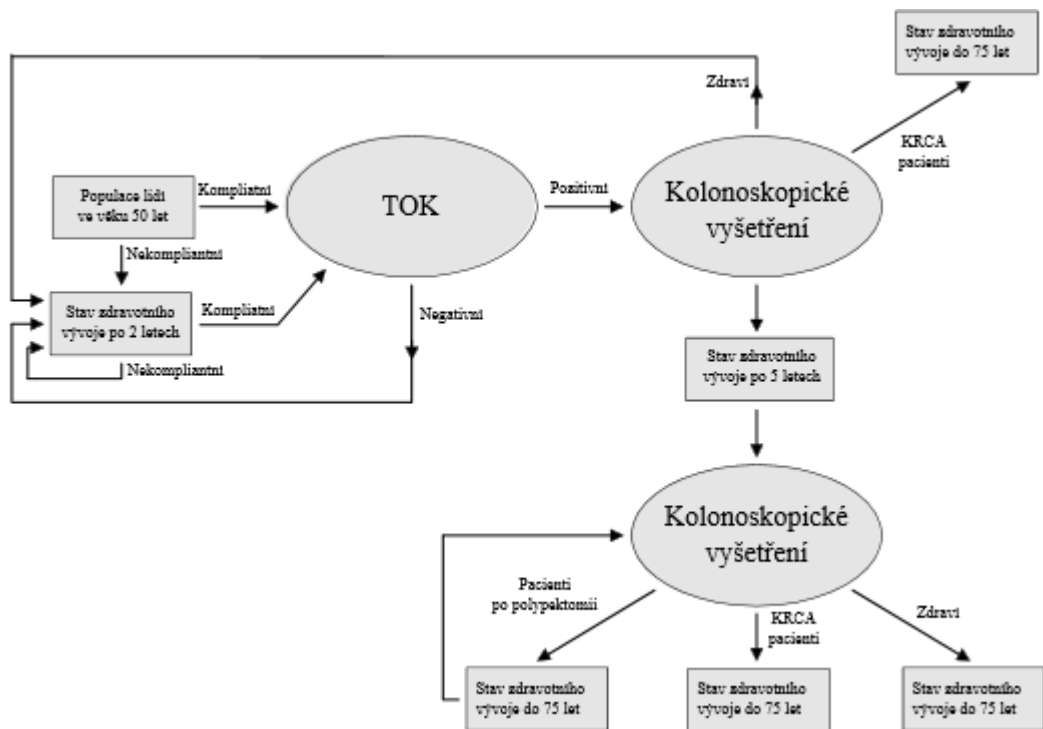 Stav zdravotního
vývoje do 75 let
Zdraví
KRCA
pacienti
Populace lidí
ve věku 50 let
Kompliatní
TOK
Pozitivní
Kolonoskopické
vyšetření
Nekompliantní
Stav zdravotního
vývoje po 2 letech
Kompliatní
Negativní
Nekompliantní
Stav zdravotního
vývoje po 5 letech
Kolonoskopické
vyšetření
Pacienti
po polypektomii
KRCA
pacienti
Zdraví
Stav zdravotního
vývoje do 75 let
Stav zdravotního
vývoje do 75 let
Stav zdravotního
vývoje do 75 let